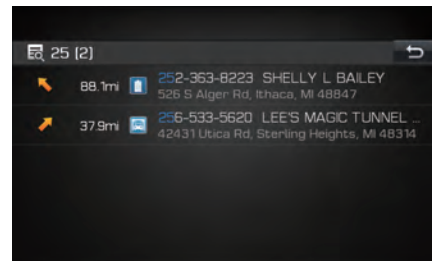 25 (2)
88.1mi 252-363-8223 SHELLY L BAILEY
526 S Alger Rd, Ithaca, MI 48847
37.9mi 256-533-5620 LEE'S MAGIC TUNNEL ...
42431 Utica Rd, Sterling Heights, MI 48314